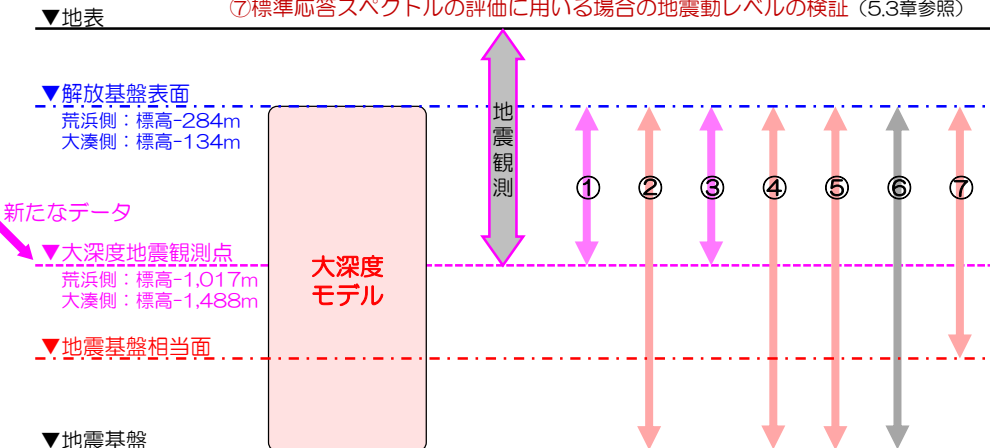 ⑦標準応答スペクトルの評価に用いる場合の地震動レベルの検証（5.3章参照）
▼地表
▼解放基盤表面
荒浜側：標高-284m
大湊側：標高-134m
地震観測
① ② ③ ④ ⑤ ⑥ ⑦
新たなデータ
▼大深度地震観測点
荒浜側：標高-1,017m
大湊側：標高-1,488m
大深度
モデル
▼地震基盤相当面
▼地震基盤